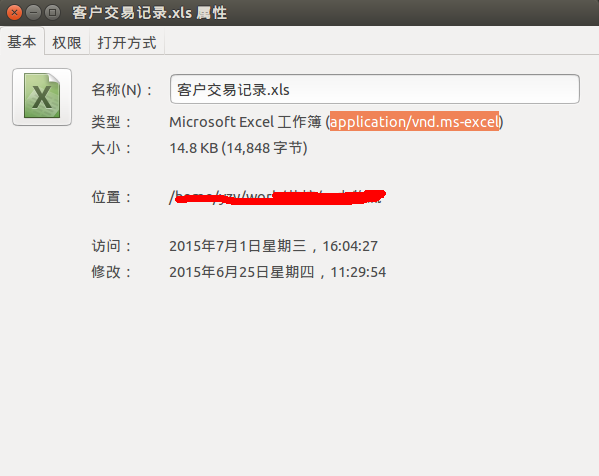 客户交易记录.xls 属性
基本 权限 打开方式
名称(N)： 客户交易记录.xls
类型： Microsoft Excel 工作簿 (application/vnd.ms-excel)
大小： 14.8 KB (14,848 字节)
位置：
访问： 2015年7月1日星期三，16:04:27
修改： 2015年6月25日星期四，11:29:54